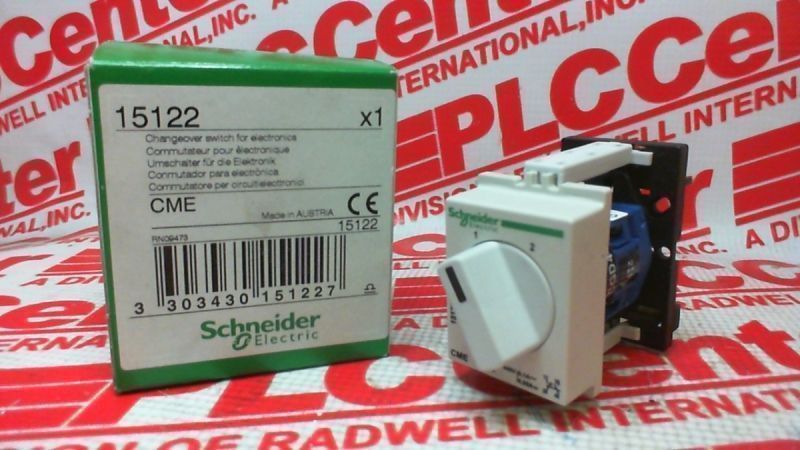 15122 x1
Changeover switch for electronics
Commutateur pour électronique
Umschalter für die Elektronik
Conmutador para electrónica
Commutatore per circuiti elettronici
CME Made in AUSTRIA CE
15122
RN09473
3 303430 151227
Schneider
Electric
Schneider
Electric
1 2
CME
PLCCenter
RADWELL INTERNATIONAL, INC.
A DIVISION OF RADWELL INTERNATIONAL